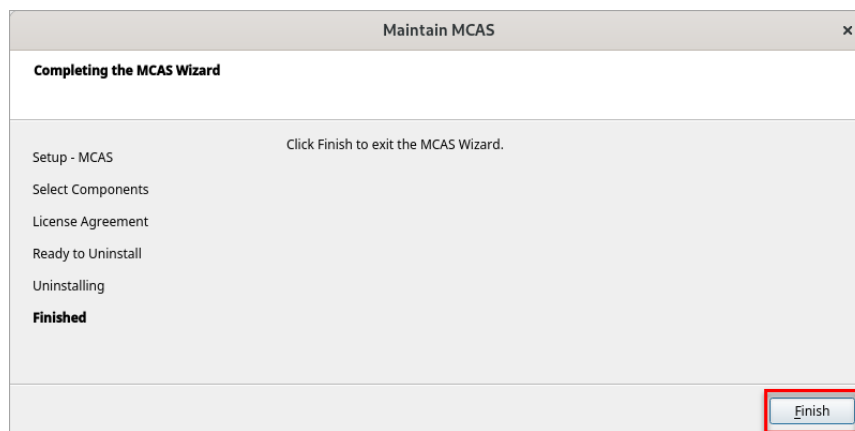 Maintain MCAS
Completing the MCAS Wizard
Setup - MCAS
Select Components
License Agreement
Ready to Uninstall
Uninstalling
Finished
Click Finish to exit the MCAS Wizard.
Finish